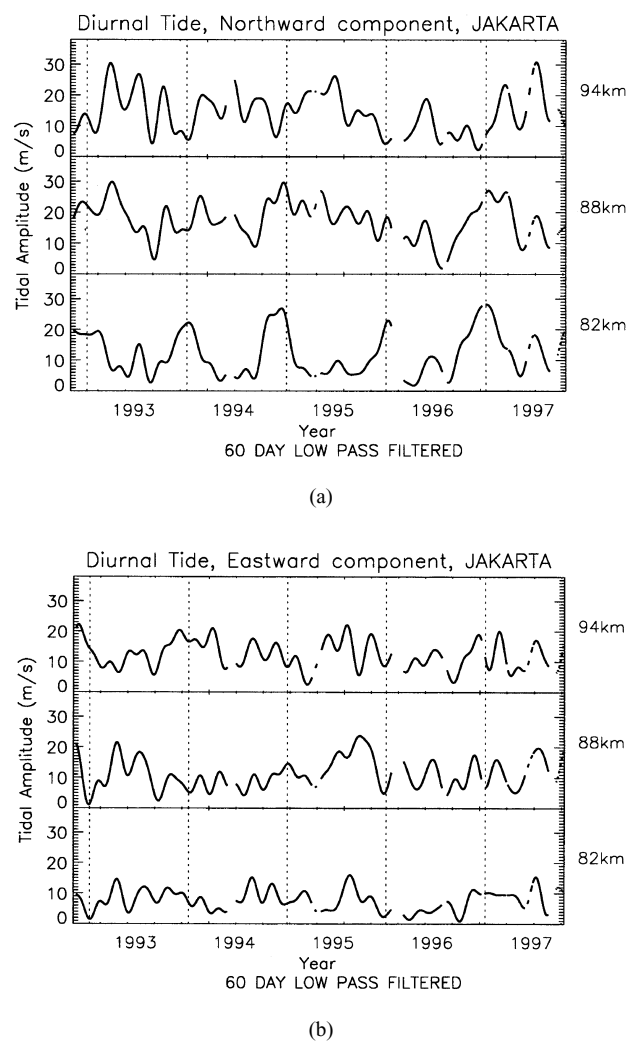 Diurnal Tide, Northward component, JAKARTA
Tidal Amplitude (m/s)
30
20
10
0
94km
30
20
10
0
88km
30
20
10
0
82km
1993 1994 1995 1996 1997
Year
60 DAY LOW PASS FILTERED
(a)
Diurnal Tide, Eastward component, JAKARTA
Tidal Amplitude (m/s)
30
20
10
0
94km
30
20
10
0
88km
30
20
10
0
82km
1993 1994 1995 1996 1997
Year
60 DAY LOW PASS FILTERED
(b)